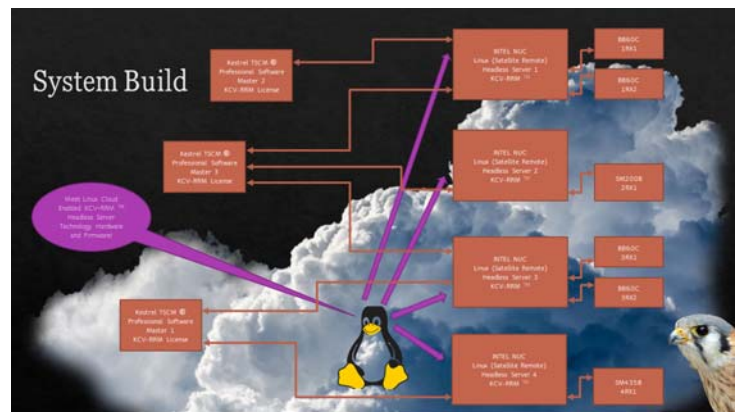 System Build
Kestrel TSCM ®
Professional Software
Master 2
KCV-RRM License
Kestrel TSCM ®
Professional Software
Master 3
KCV-RRM License
Meet Linux Cloud
Enabled KCV-RRM ™
Headless Server
Technology Hardware
and Firmware!
Kestrel TSCM ®
Professional Software
Master 1
KCV-RRM License
INTEL NUC
Linux (Satellite Remote)
Headless Server 1
KCV-RRM ™
BB60C
1RX1
BB60C
1RX2
INTEL NUC
Linux (Satellite Remote)
Headless Server 2
KCV-RRM ™
SM200B
2RX1
INTEL NUC
Linux (Satellite Remote)
Headless Server 3
KCV-RRM ™
BB60C
3RX1
BB60C
3RX2
INTEL NUC
Linux (Satellite Remote)
Headless Server 4
KCV-RRM ™
SM435B
4RX1